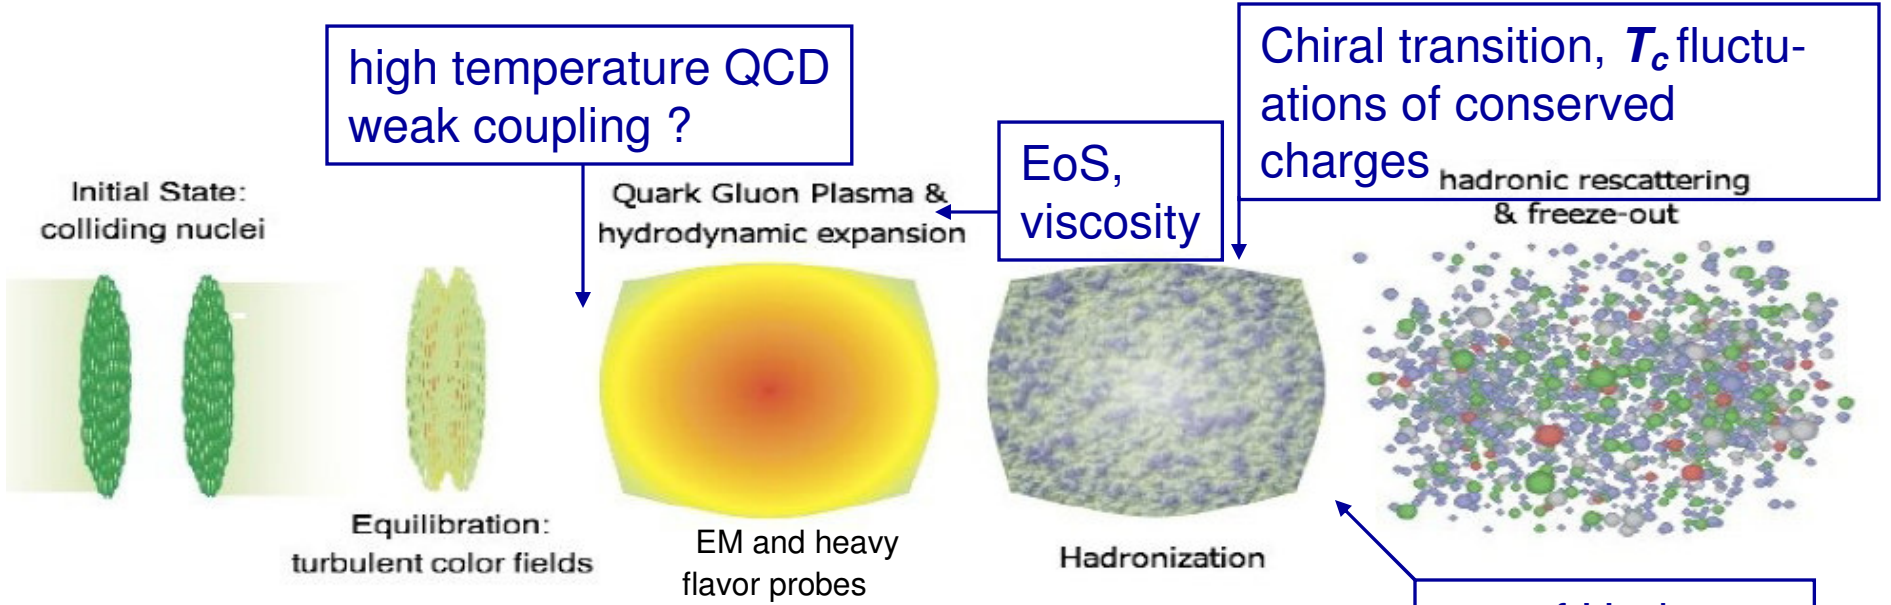 high temperature QCD
weak coupling ?
Chiral transition, Tc fluctu-
ations of conserved
charges
EoS,
viscosity
Initial State:
colliding nuclei
Quark Gluon Plasma &
hydrodynamic expansion
hadronic rescattering
& freeze-out
Equilibration:
turbulent color fields
EM and heavy
flavor probes
Hadronization